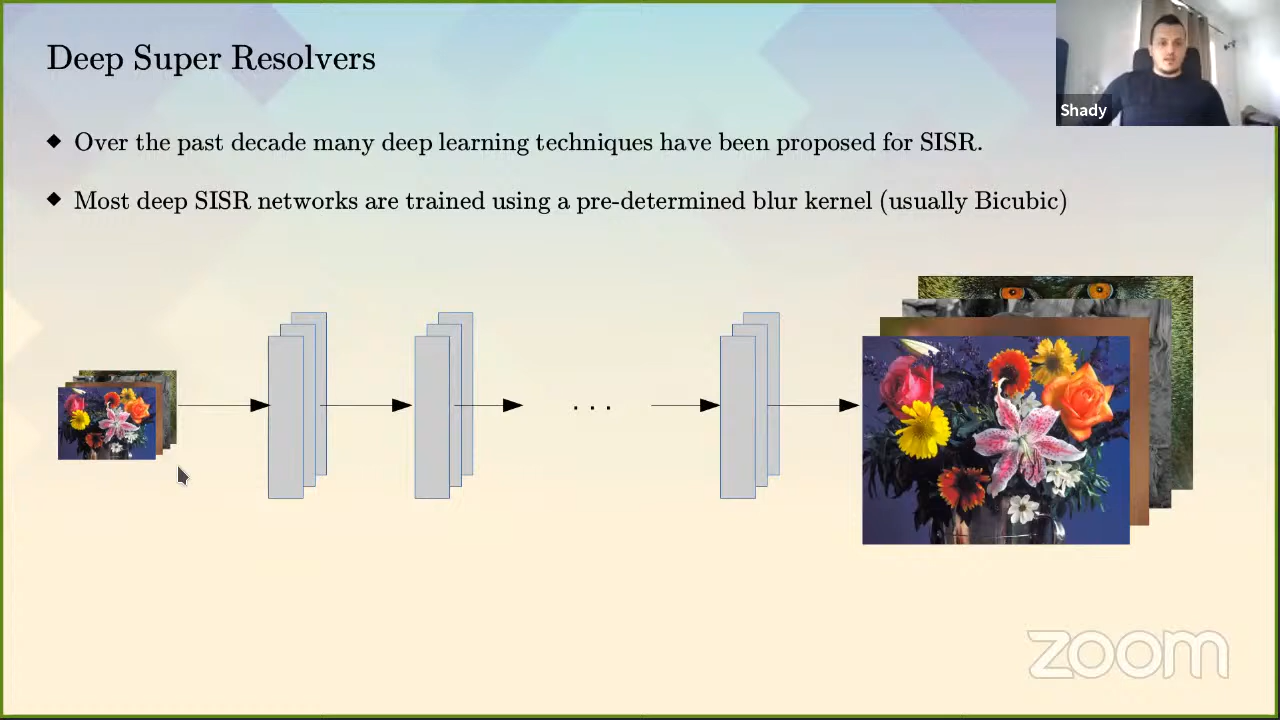 Deep Super Resolvers
Shady
◆ Over the past decade many deep learning techniques have been proposed for SISR.
◆ Most deep SISR networks are trained using a pre-determined blur kernel (usually Bicubic)
. . .
zoom